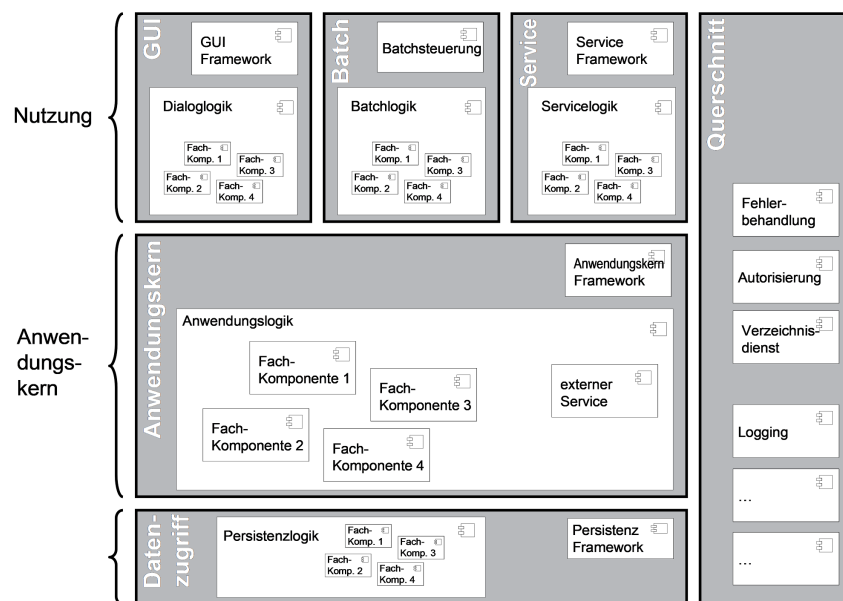 Nutzung
GUI
GUI
Framework
Dialoglogik
Fach-
Komp. 1
Fach-
Komp. 3
Fach-
Komp. 2
Fach-
Komp. 4
Batch
Batchsteuerung
Batchlogik
Fach-
Komp. 1
Fach-
Komp. 3
Fach-
Komp. 2
Fach-
Komp. 4
Service
Service
Framework
Servicelogik
Fach-
Komp. 1
Fach-
Komp. 3
Fach-
Komp. 2
Fach-
Komp. 4
Anwen-
dungs-
kern
Anwendungskern
Anwendungskern
Framework
Anwendungslogik
Fach-
Komponente 1
Fach-
Komponente 3
Fach-
Komponente 2
Fach-
Komponente 4
externer
Service
Daten-
zugriff
Persistenzlogik
Fach-
Komp. 1
Fach-
Komp. 3
Fach-
Komp. 2
Fach-
Komp. 4
Persistenz
Framework
Querschnitt
Fehler-
behandlung
Autorisierung
Verzeichnis-
dienst
Logging
...
...